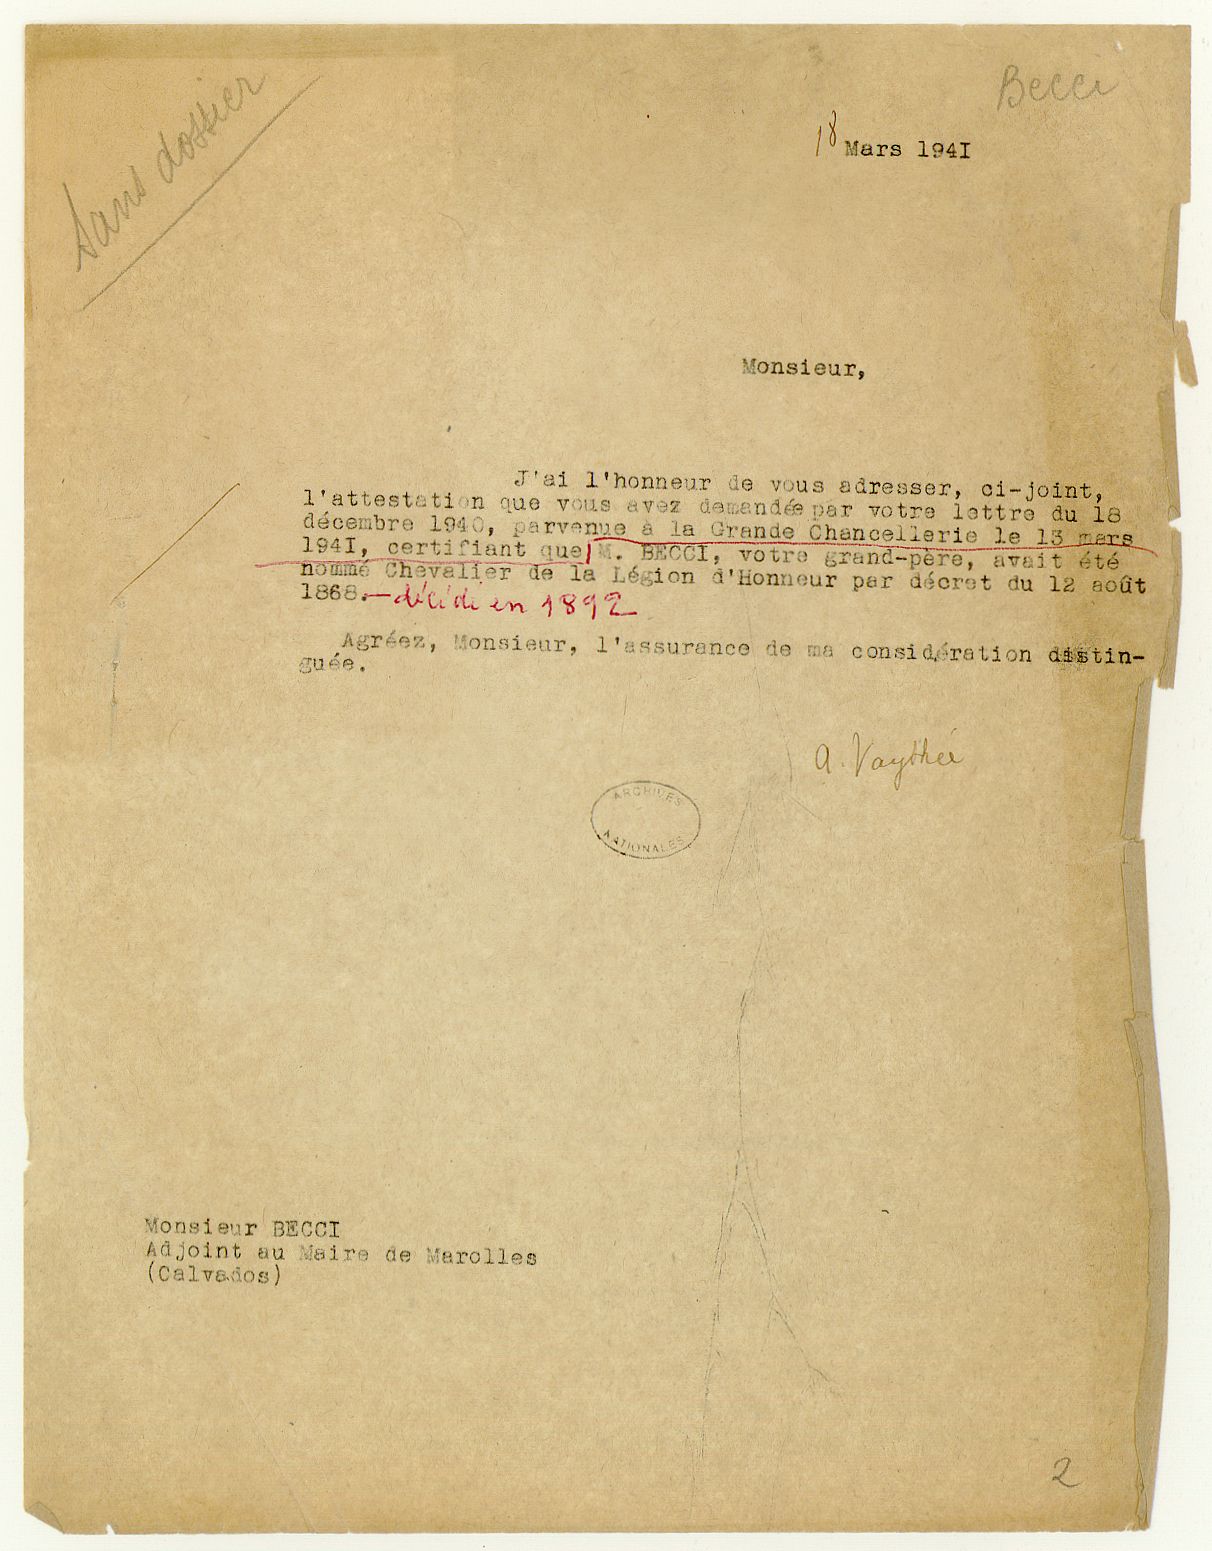 Sans dossier
Becci
18 Mars 1941
Monsieur,
J'ai l'honneur de vous adresser, ci-joint,
l'attestation que vous avez demandée par votre lettre du 18
décembre 1940, parvenue à la Grande Chancellerie le 13 mars
1941, certifiant que M. BECCI, votre grand-père, avait été
nommé Chevalier de la Légion d'Honneur par décret du 12 août
1868.- décédé en 1892
Agréez, Monsieur, l'assurance de ma considération distin-
guée.
A.
ARCHIVES
NATIONALES
Monsieur BECCI
Adjoint au Maire de Marolles
(Calvados)
2